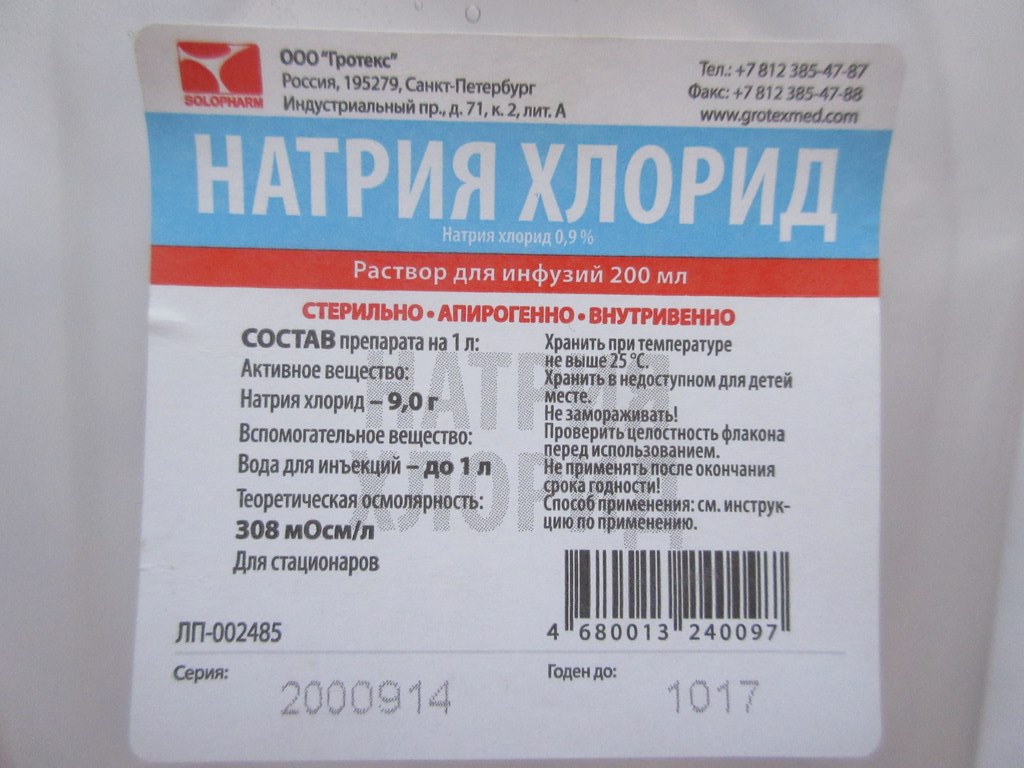 SOLOPHARM
ООО "Гротекс"
Россия, 195279, Санкт-Петербург
Индустриальный пр., д. 71, к. 2, лит. А
Тел.: +7 812 385-47-87
Факс: +7 812 385-47-88
www.grotexmed.com
НАТРИЯ ХЛОРИД
Натрия хлорид 0,9 %
Раствор для инфузий 200 мл
СТЕРИЛЬНО • АПИРОГЕННО • ВНУТРИВЕННО
СОСТАВ препарата на 1 л:
Активное вещество:
Натрия хлорид – 9,0 г
Вспомогательное вещество:
Вода для инъекций – до 1 л
Теоретическая осмолярность:
308 мОсм/л
Для стационаров
Хранить при температуре
не выше 25 °С.
Хранить в недоступном для детей
месте.
Не замораживать!
Проверить целостность флакона
перед использованием.
Не применять после окончания
срока годности!
Способ применения: см. инструк-
цию по применению.
НАТРИЯ
ХЛОРИД
ЛП-002485
4 680013 240097
Серия:
2000914
Годен до:
1017